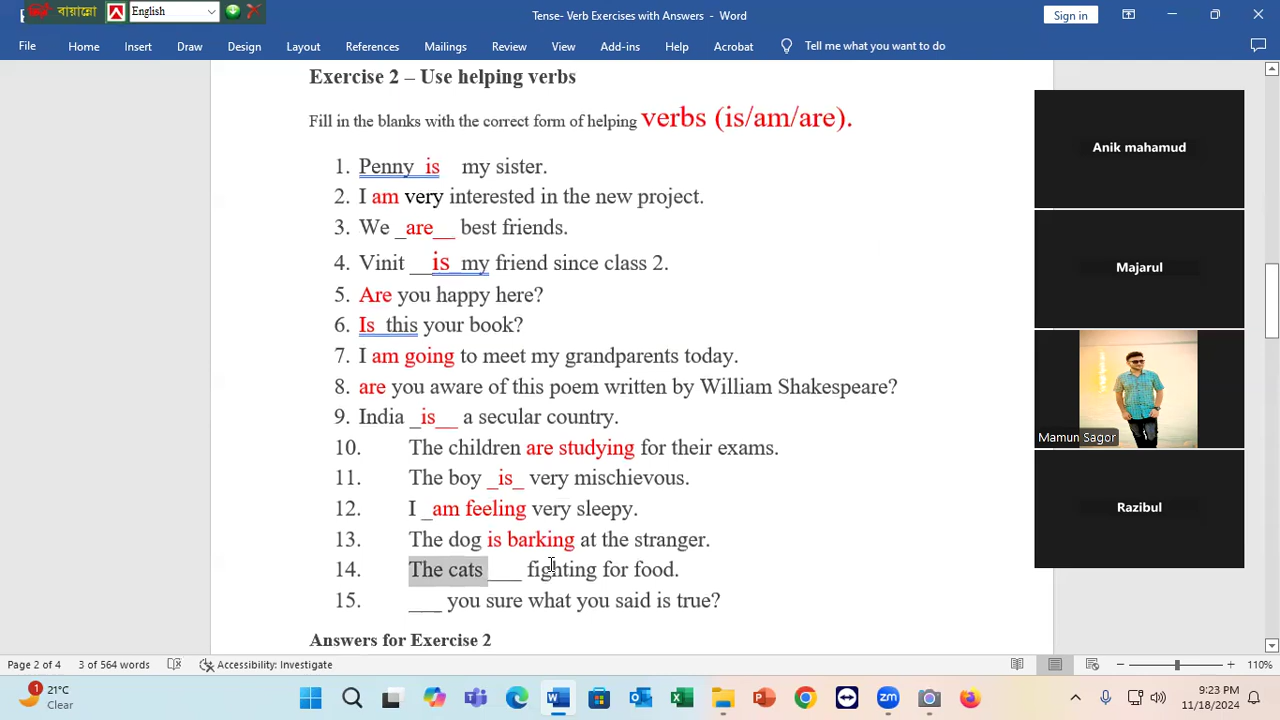 বায়ান্নো English
Tense- Verb Exercises with Answers - Word
Sign in
File Home Insert Draw Design Layout References Mailings Review View Add-ins Help Acrobat Tell me what you want to do
Exercise 2 – Use helping verbs
Fill in the blanks with the correct form of helping verbs (is/am/are).
1. Penny is my sister.
2. I am very interested in the new project.
3. We _are__ best friends.
4. Vinit __is_my friend since class 2.
5. Are you happy here?
6. Is this your book?
7. I am going to meet my grandparents today.
8. are you aware of this poem written by William Shakespeare?
9. India _is__ a secular country.
10. The children are studying for their exams.
11. The boy _is_ very mischievous.
12. I _am feeling very sleepy.
13. The dog is barking at the stranger.
14. The cats ___ fighting for food.
15. ___ you sure what you said is true?
Answers for Exercise 2
Anik mahamud
Majarul
Mamun Sagor
Razibul
Page 2 of 4 3 of 564 words Accessibility: Investigate 110%
1 21°C
Clear
zm
9:23 PM
11/18/2024